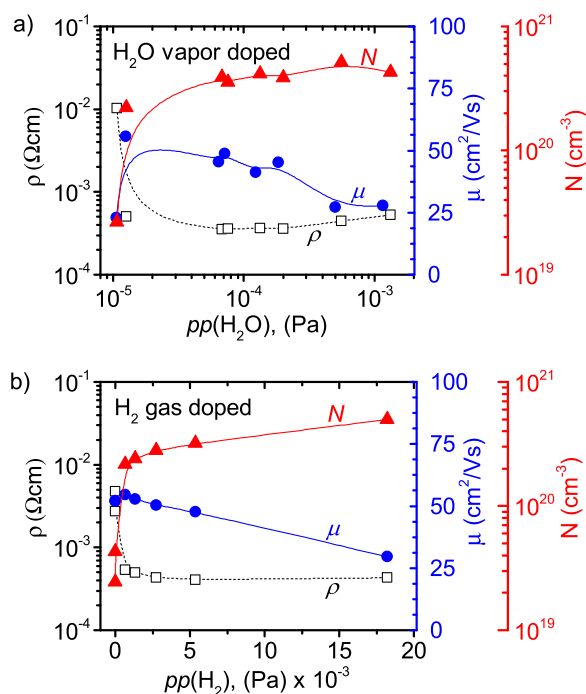 a)
H₂O vapor doped
N
μ
ρ
ρ (Ωcm)
10⁻¹
10⁻²
10⁻³
10⁻⁴
μ (cm²/Vs)
100
75
50
25
0
N (cm⁻³)
10²¹
10²⁰
10¹⁹
10⁻⁵ 10⁻⁴ 10⁻³
pp(H₂O), (Pa)
b)
H₂ gas doped
N
μ
ρ
ρ (Ωcm)
10⁻¹
10⁻²
10⁻³
10⁻⁴
μ (cm²/Vs)
100
75
50
25
0
N (cm⁻³)
10²¹
10²⁰
10¹⁹
0 5 10 15 20
pp(H₂), (Pa) x 10⁻³